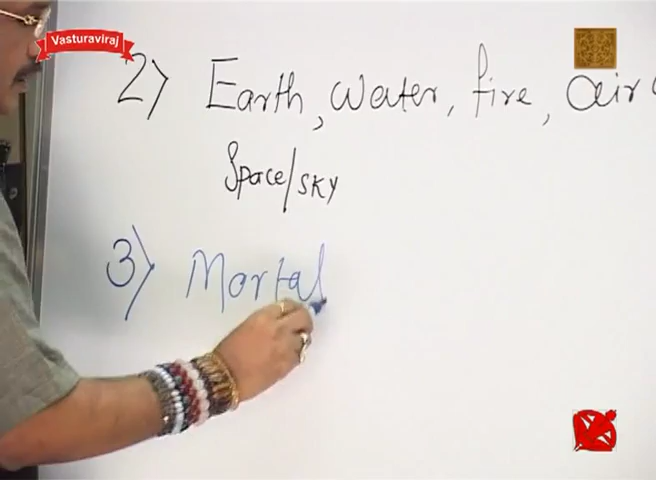 Vasturaviraj
2) Earth, Water, fire, air
Space/sky
3) Mortal